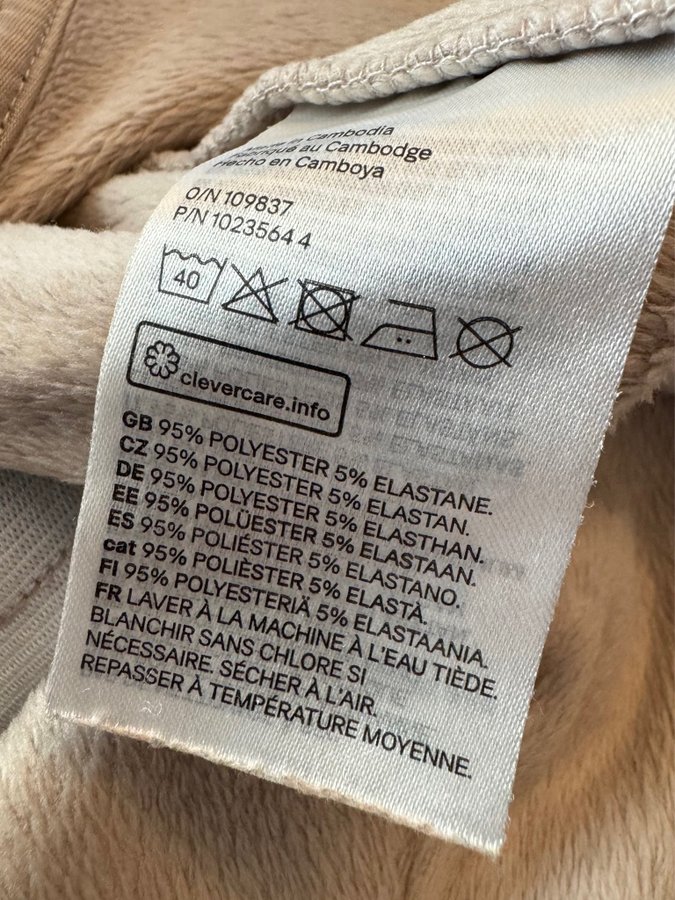 Cambodia
Fabriqué au Cambodge
Hecho en Camboya
O/N 109837
P/N 1023564 4
40
clevercare.info
GB 95% POLYESTER 5% ELASTANE.
CZ 95% POLYESTER 5% ELASTAN.
DE 95% POLYESTER 5% ELASTHAN.
EE 95% POLÜESTER 5% ELASTAAN.
ES 95% POLIÉSTER 5% ELASTANO.
cat 95% POLIÈSTER 5% ELASTÀ.
FI 95% POLYESTERIÄ 5% ELASTAANIA.
FR LAVER À LA MACHINE À L'EAU TIÈDE.
BLANCHIR SANS CHLORE SI
NÉCESSAIRE. SÉCHER À L'AIR.
REPASSER À TEMPÉRATURE MOYENNE.